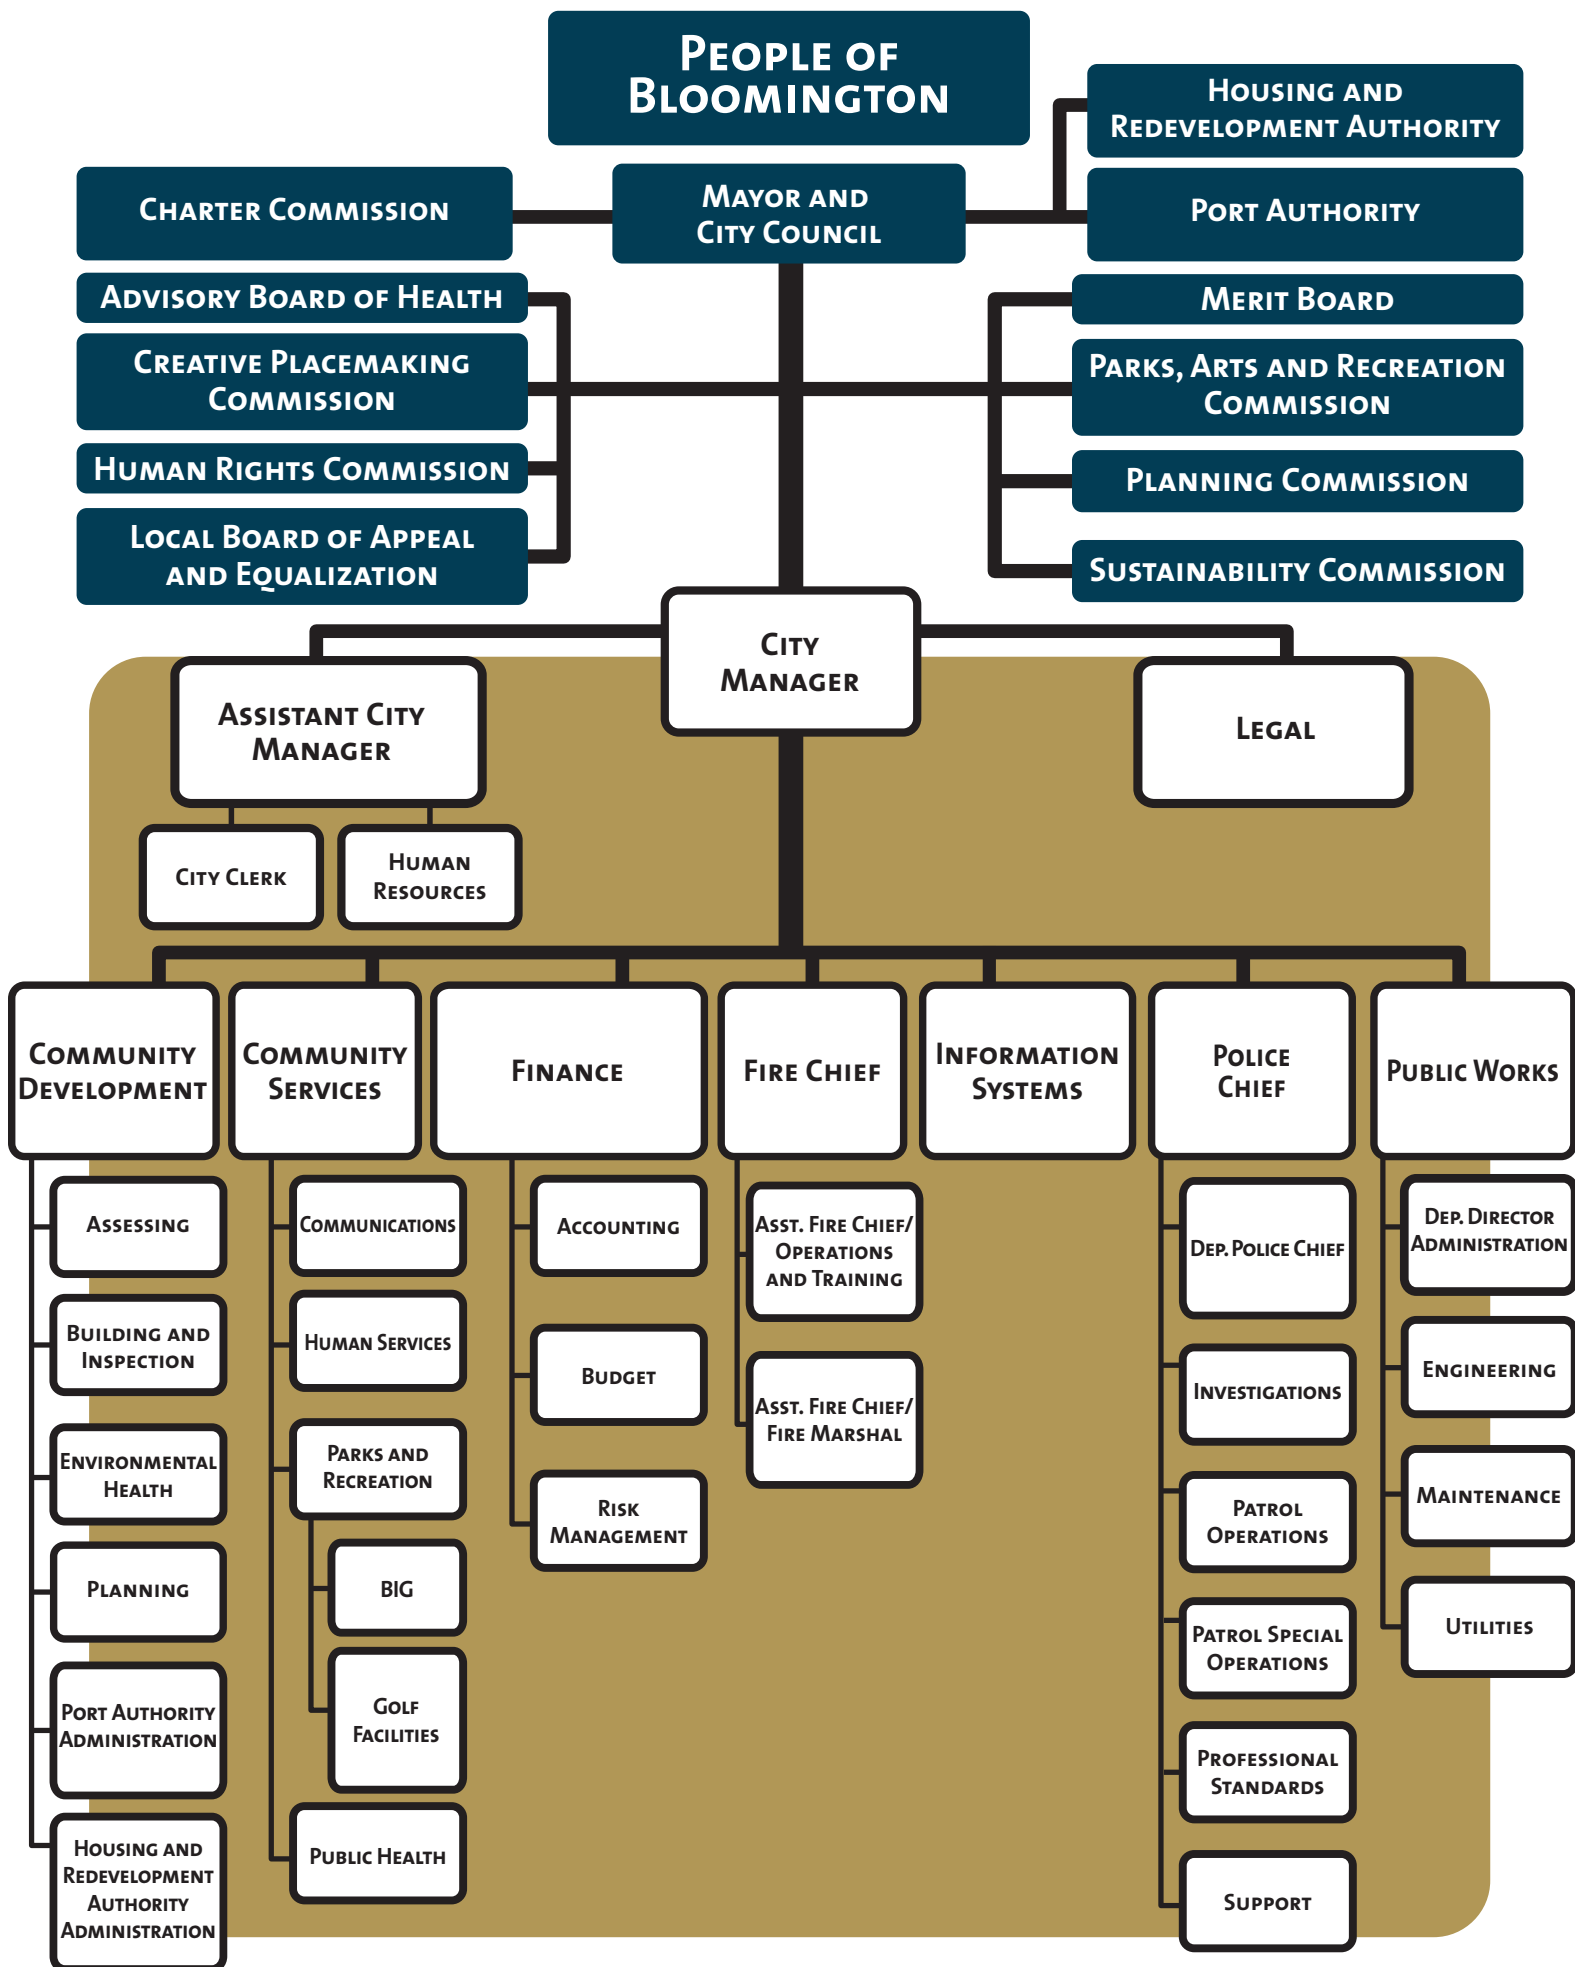 People of
Bloomington
Housing and
Redevelopment Authority
Charter Commission
Mayor and
City Council
Port Authority
Advisory Board of Health
Merit Board
Creative Placemaking
Commission
Parks, Arts and Recreation
Commission
Human Rights Commission
Planning Commission
Local Board of Appeal
and Equalization
Sustainability Commission
City
Manager
Assistant City
Manager
Legal
City Clerk
Human
Resources
Community
Development
Community
Services
Finance
Fire Chief
Information
Systems
Police
Chief
Public Works
Assessing
Building and
Inspection
Environmental
Health
Planning
Port Authority
Administration
Housing and
Redevelopment
Authority
Administration
Communications
Human Services
Parks and
Recreation
BIG
Golf
Facilities
Public Health
Accounting
Budget
Risk
Management
Asst. Fire Chief/
Operations
and Training
Asst. Fire Chief/
Fire Marshal
Dep. Police Chief
Investigations
Patrol
Operations
Patrol Special
Operations
Professional
Standards
Support
Dep. Director
Administration
Engineering
Maintenance
Utilities